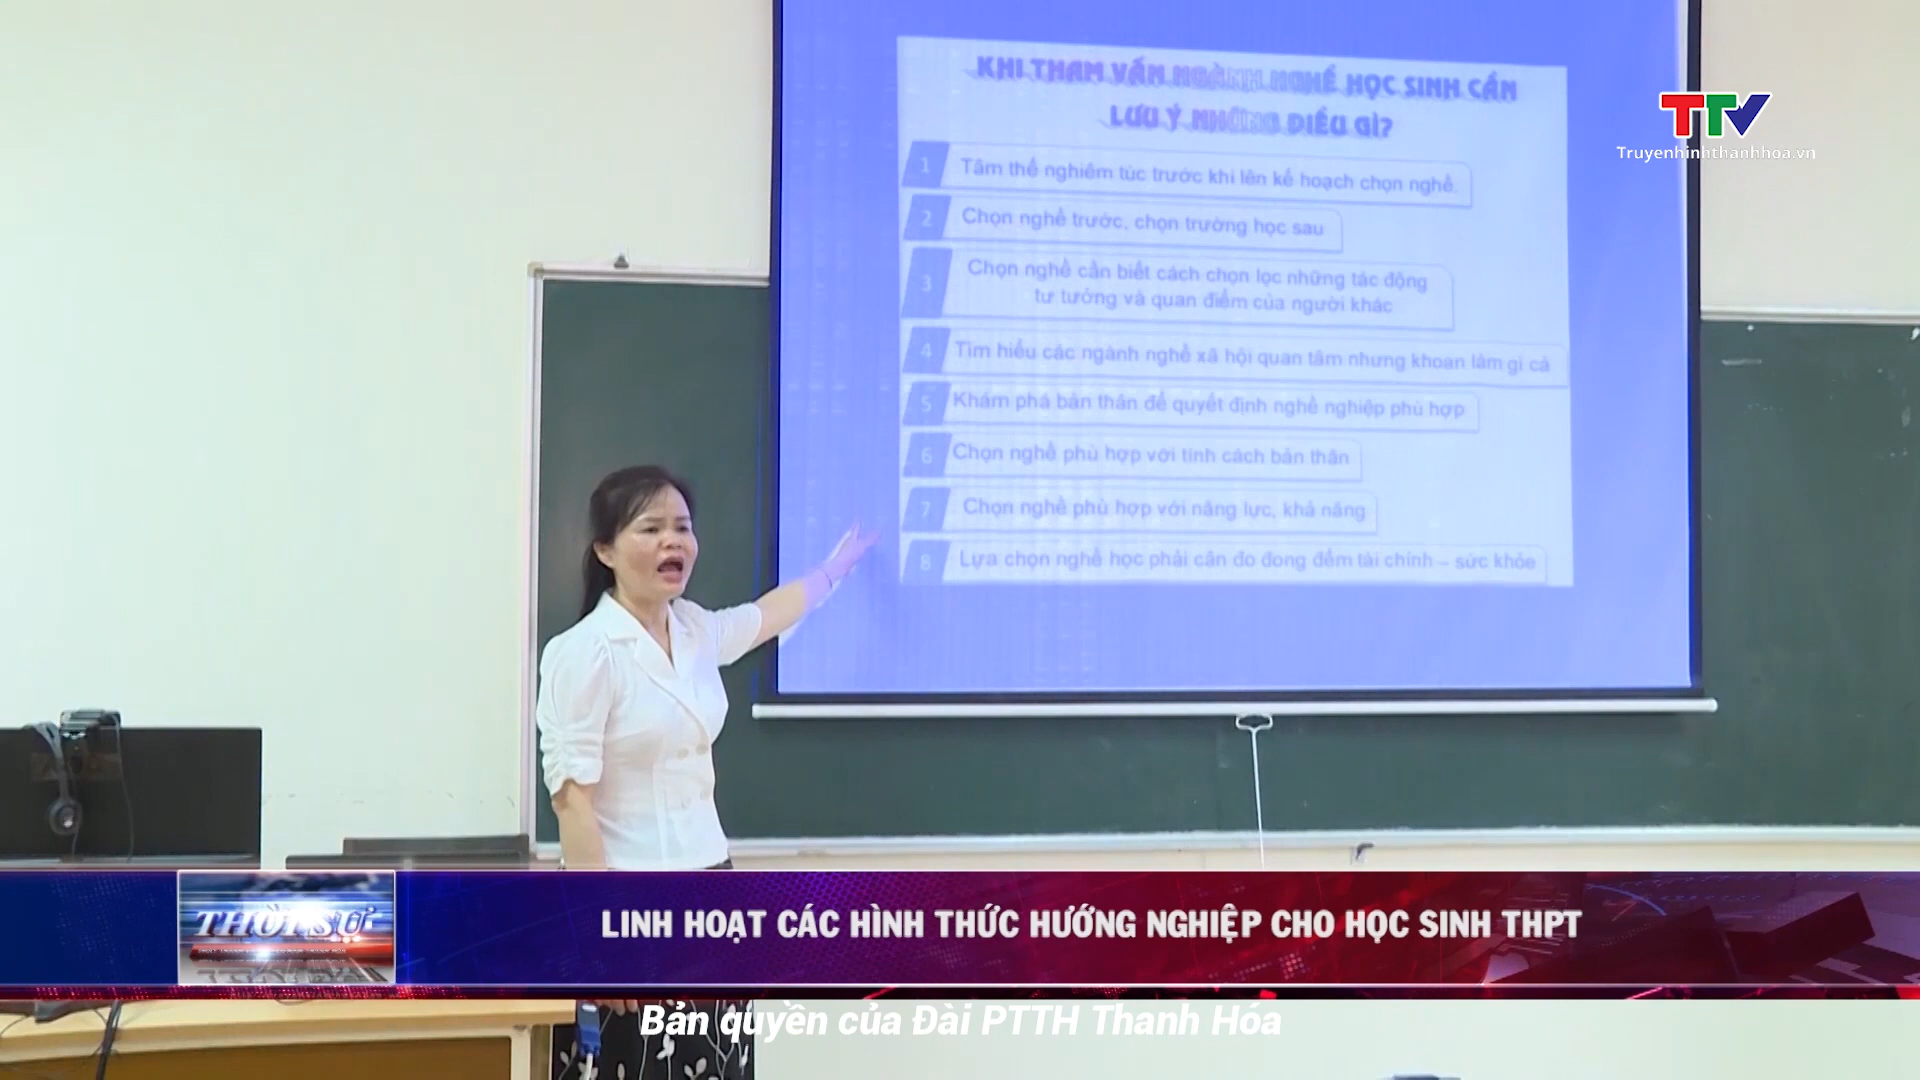 KHI THAM VẤN NGÀNH NGHỀ HỌC SINH CẦN
LƯU Ý NHỮNG ĐIỀU GÌ?
1 Tâm thế nghiêm túc trước khi lên kế hoạch chọn nghề.
2 Chọn nghề trước, chọn trường học sau
3 Chọn nghề cần biết cách chọn lọc những tác động
tư tưởng và quan điểm của người khác
4 Tìm hiểu các ngành nghề xã hội quan tâm nhưng khoan làm gì cả
5 Khám phá bản thân để quyết định nghề nghiệp phù hợp
6 Chọn nghề phù hợp với tính cách bản thân
7 Chọn nghề phù hợp với năng lực, khả năng
8 Lựa chọn nghề học phải cân đo đong đếm tài chính – sức khỏe
TTV
Truyenhinhthanhhoa.vn
THỜI SỰ
LINH HOẠT CÁC HÌNH THỨC HƯỚNG NGHIỆP CHO HỌC SINH THPT
Bản quyền của Đài PTTH Thanh Hóa